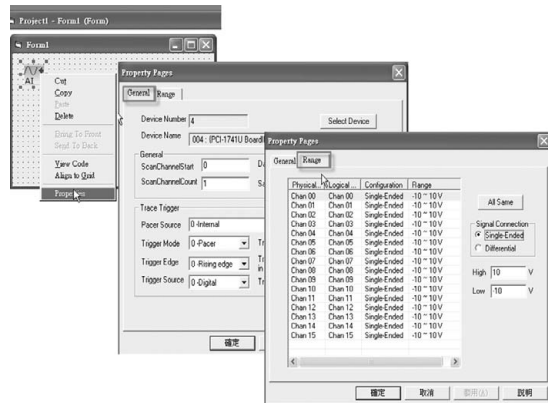 Project1 - Form1 (Form)
Form1
AI
Cut
Copy
Paste
Delete
Bring To Front
Send To Back
View Code
Align to Grid
Properties
Property Pages
General
Range
Device Number
4
Select Device
Device Name
004 : (PCI-1741U
General
ScanChannelStart
0
ScanChannelCount
1
Trace Trigger
Pacer Source
0 -Internal
Trigger Mode
0 -Pacer
Trigger Edge
0 -Rising edge
Trigger Source
0 -Digital
確定
Property Pages
General
Range
Physical... Logical ... Configuration Range
Chan 00 Chan 00 Single-Ended -10 ~ 10 V
Chan 01 Chan 01 Single-Ended -10 ~ 10 V
Chan 02 Chan 02 Single-Ended -10 ~ 10 V
Chan 03 Chan 03 Single-Ended -10 ~ 10 V
Chan 04 Chan 04 Single-Ended -10 ~ 10 V
Chan 05 Chan 05 Single-Ended -10 ~ 10 V
Chan 06 Chan 06 Single-Ended -10 ~ 10 V
Chan 07 Chan 07 Single-Ended -10 ~ 10 V
Chan 08 Chan 08 Single-Ended -10 ~ 10 V
Chan 09 Chan 09 Single-Ended -10 ~ 10 V
Chan 10 Chan 10 Single-Ended -10 ~ 10 V
Chan 11 Chan 11 Single-Ended -10 ~ 10 V
Chan 12 Chan 12 Single-Ended -10 ~ 10 V
Chan 13 Chan 13 Single-Ended -10 ~ 10 V
Chan 14 Chan 14 Single-Ended -10 ~ 10 V
Chan 15 Chan 15 Single-Ended -10 ~ 10 V
All Same
Signal Connection
Single-Ended
Differential
High 10 V
Low -10 V
確定
取消
套用(A)
說明